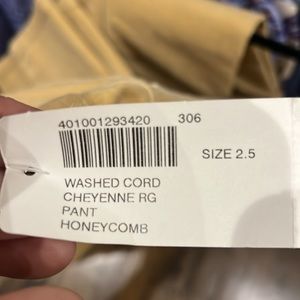 401001293420 306
SIZE 2.5
WASHED CORD
CHEYENNE RG
PANT
HONEYCOMB